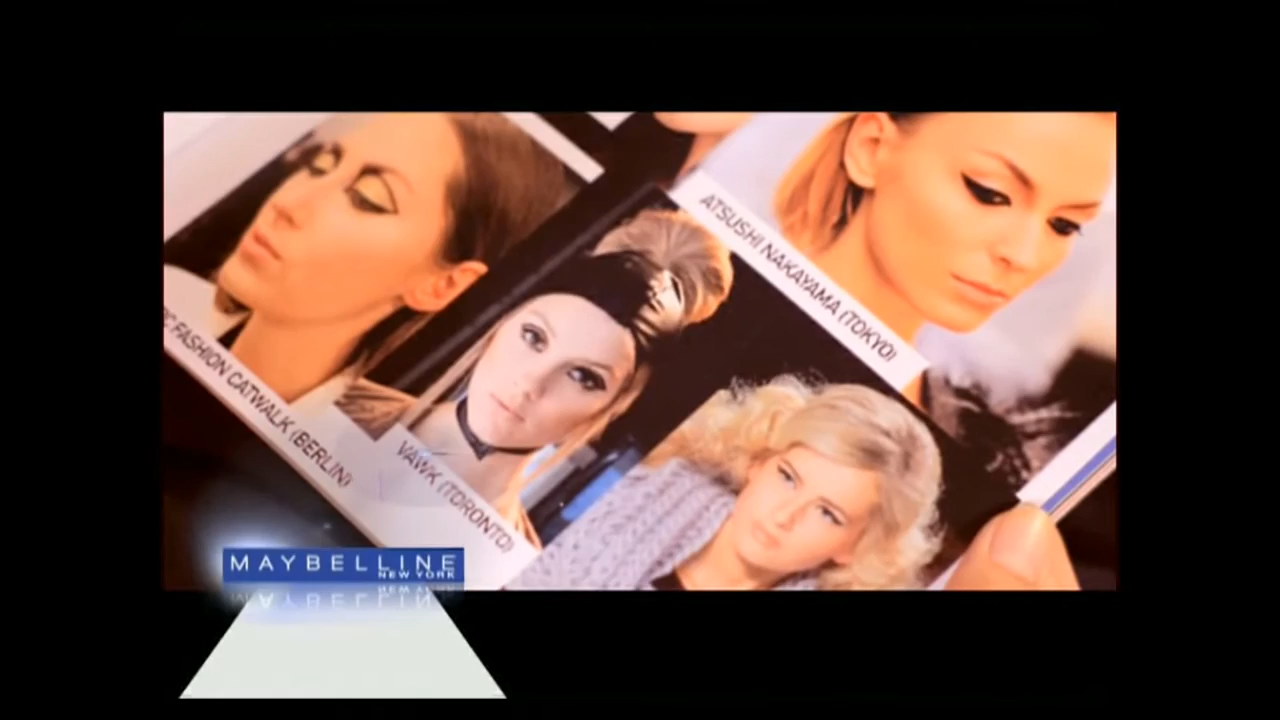 ATSUSHI NAKAYAMA (TOKYO)
FASHION CATWALK (BERLIN)
VAWK (TORONTO)
MAYBELLINE
NEW YORK